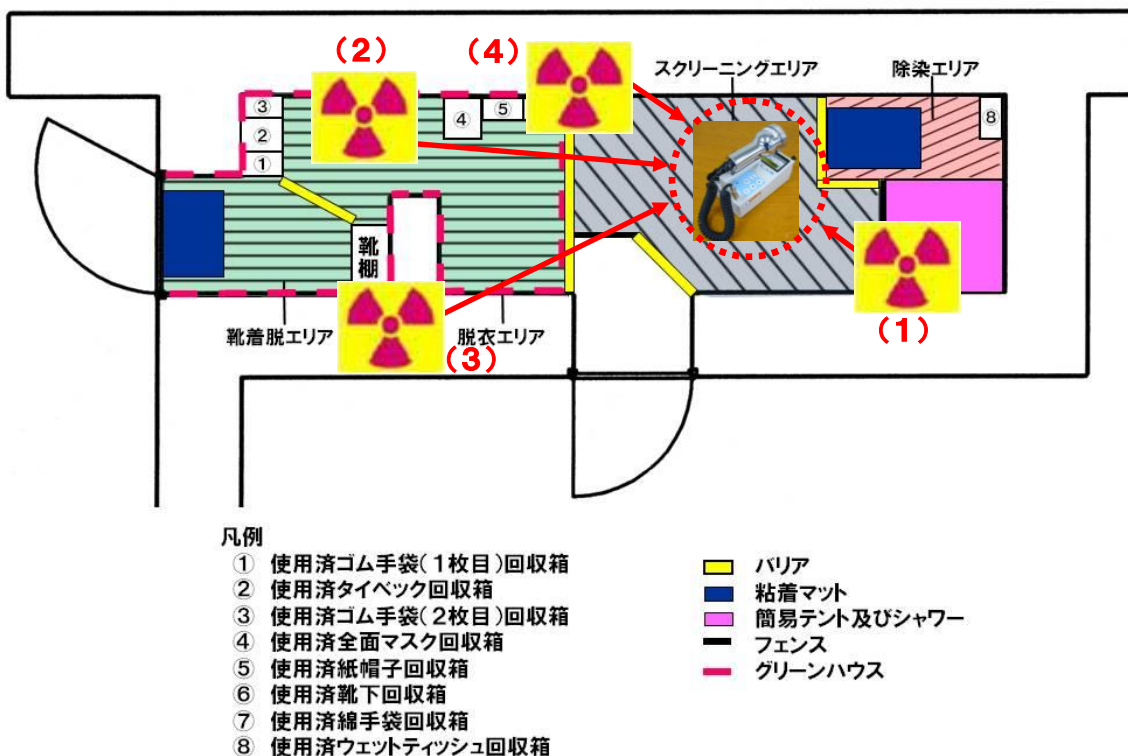 (2)
(4)
スクリーニングエリア
除染エリア
③
②
①
④
⑤
⑧
靴棚
靴着脱エリア
(3)
脱衣エリア
(1)
凡例
① 使用済ゴム手袋(1枚目)回収箱
② 使用済タイベック回収箱
③ 使用済ゴム手袋(2枚目)回収箱
④ 使用済全面マスク回収箱
⑤ 使用済紙帽子回収箱
⑥ 使用済靴下回収箱
⑦ 使用済綿手袋回収箱
⑧ 使用済ウェットティッシュ回収箱
バリア
粘着マット
簡易テント及びシャワー
フェンス
グリーンハウス